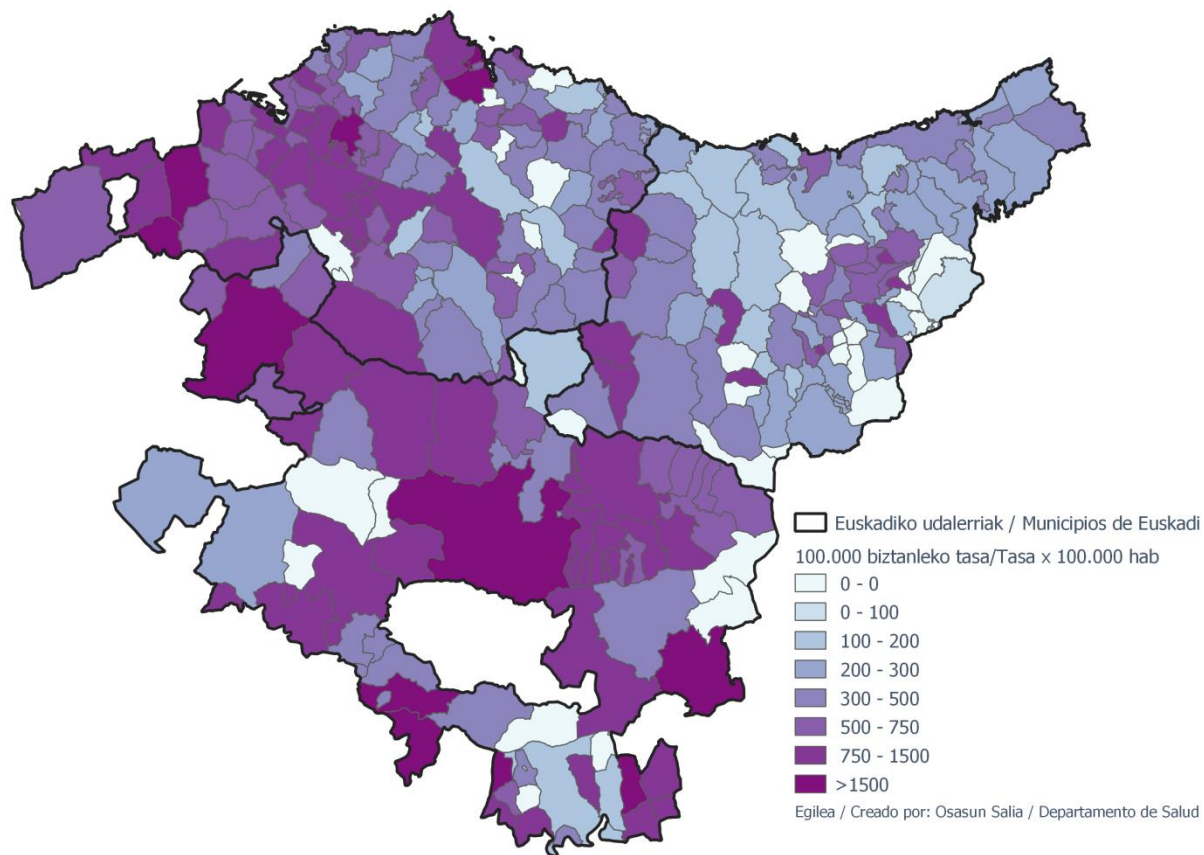 Euskadiko udalerriak / Municipios de Euskadi
100.000 biztanleko tasa/Tasa x 100.000 hab
0 - 0
0 - 100
100 - 200
200 - 300
300 - 500
500 - 750
750 - 1500
>1500
Egilea / Creado por: Osasun Salia / Departamento de Salud